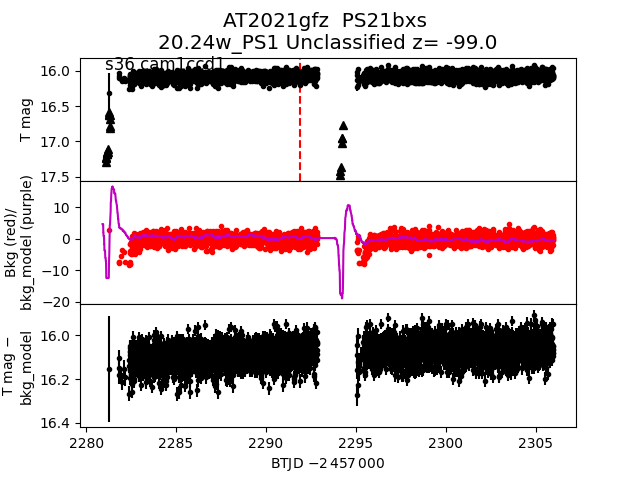 AT2021gfz  PS21bxs
20.24w_PS1 Unclassified z= -99.0
s36 cam1ccd1
16.0
16.5
17.0
17.5
T mag
10
0
−10
−20
Bkg (red)/
bkg_model (purple)
16.0
16.2
16.4
T mag −
bkg_model
2280 2285 2290 2295 2300 2305
BTJD −2 457 000